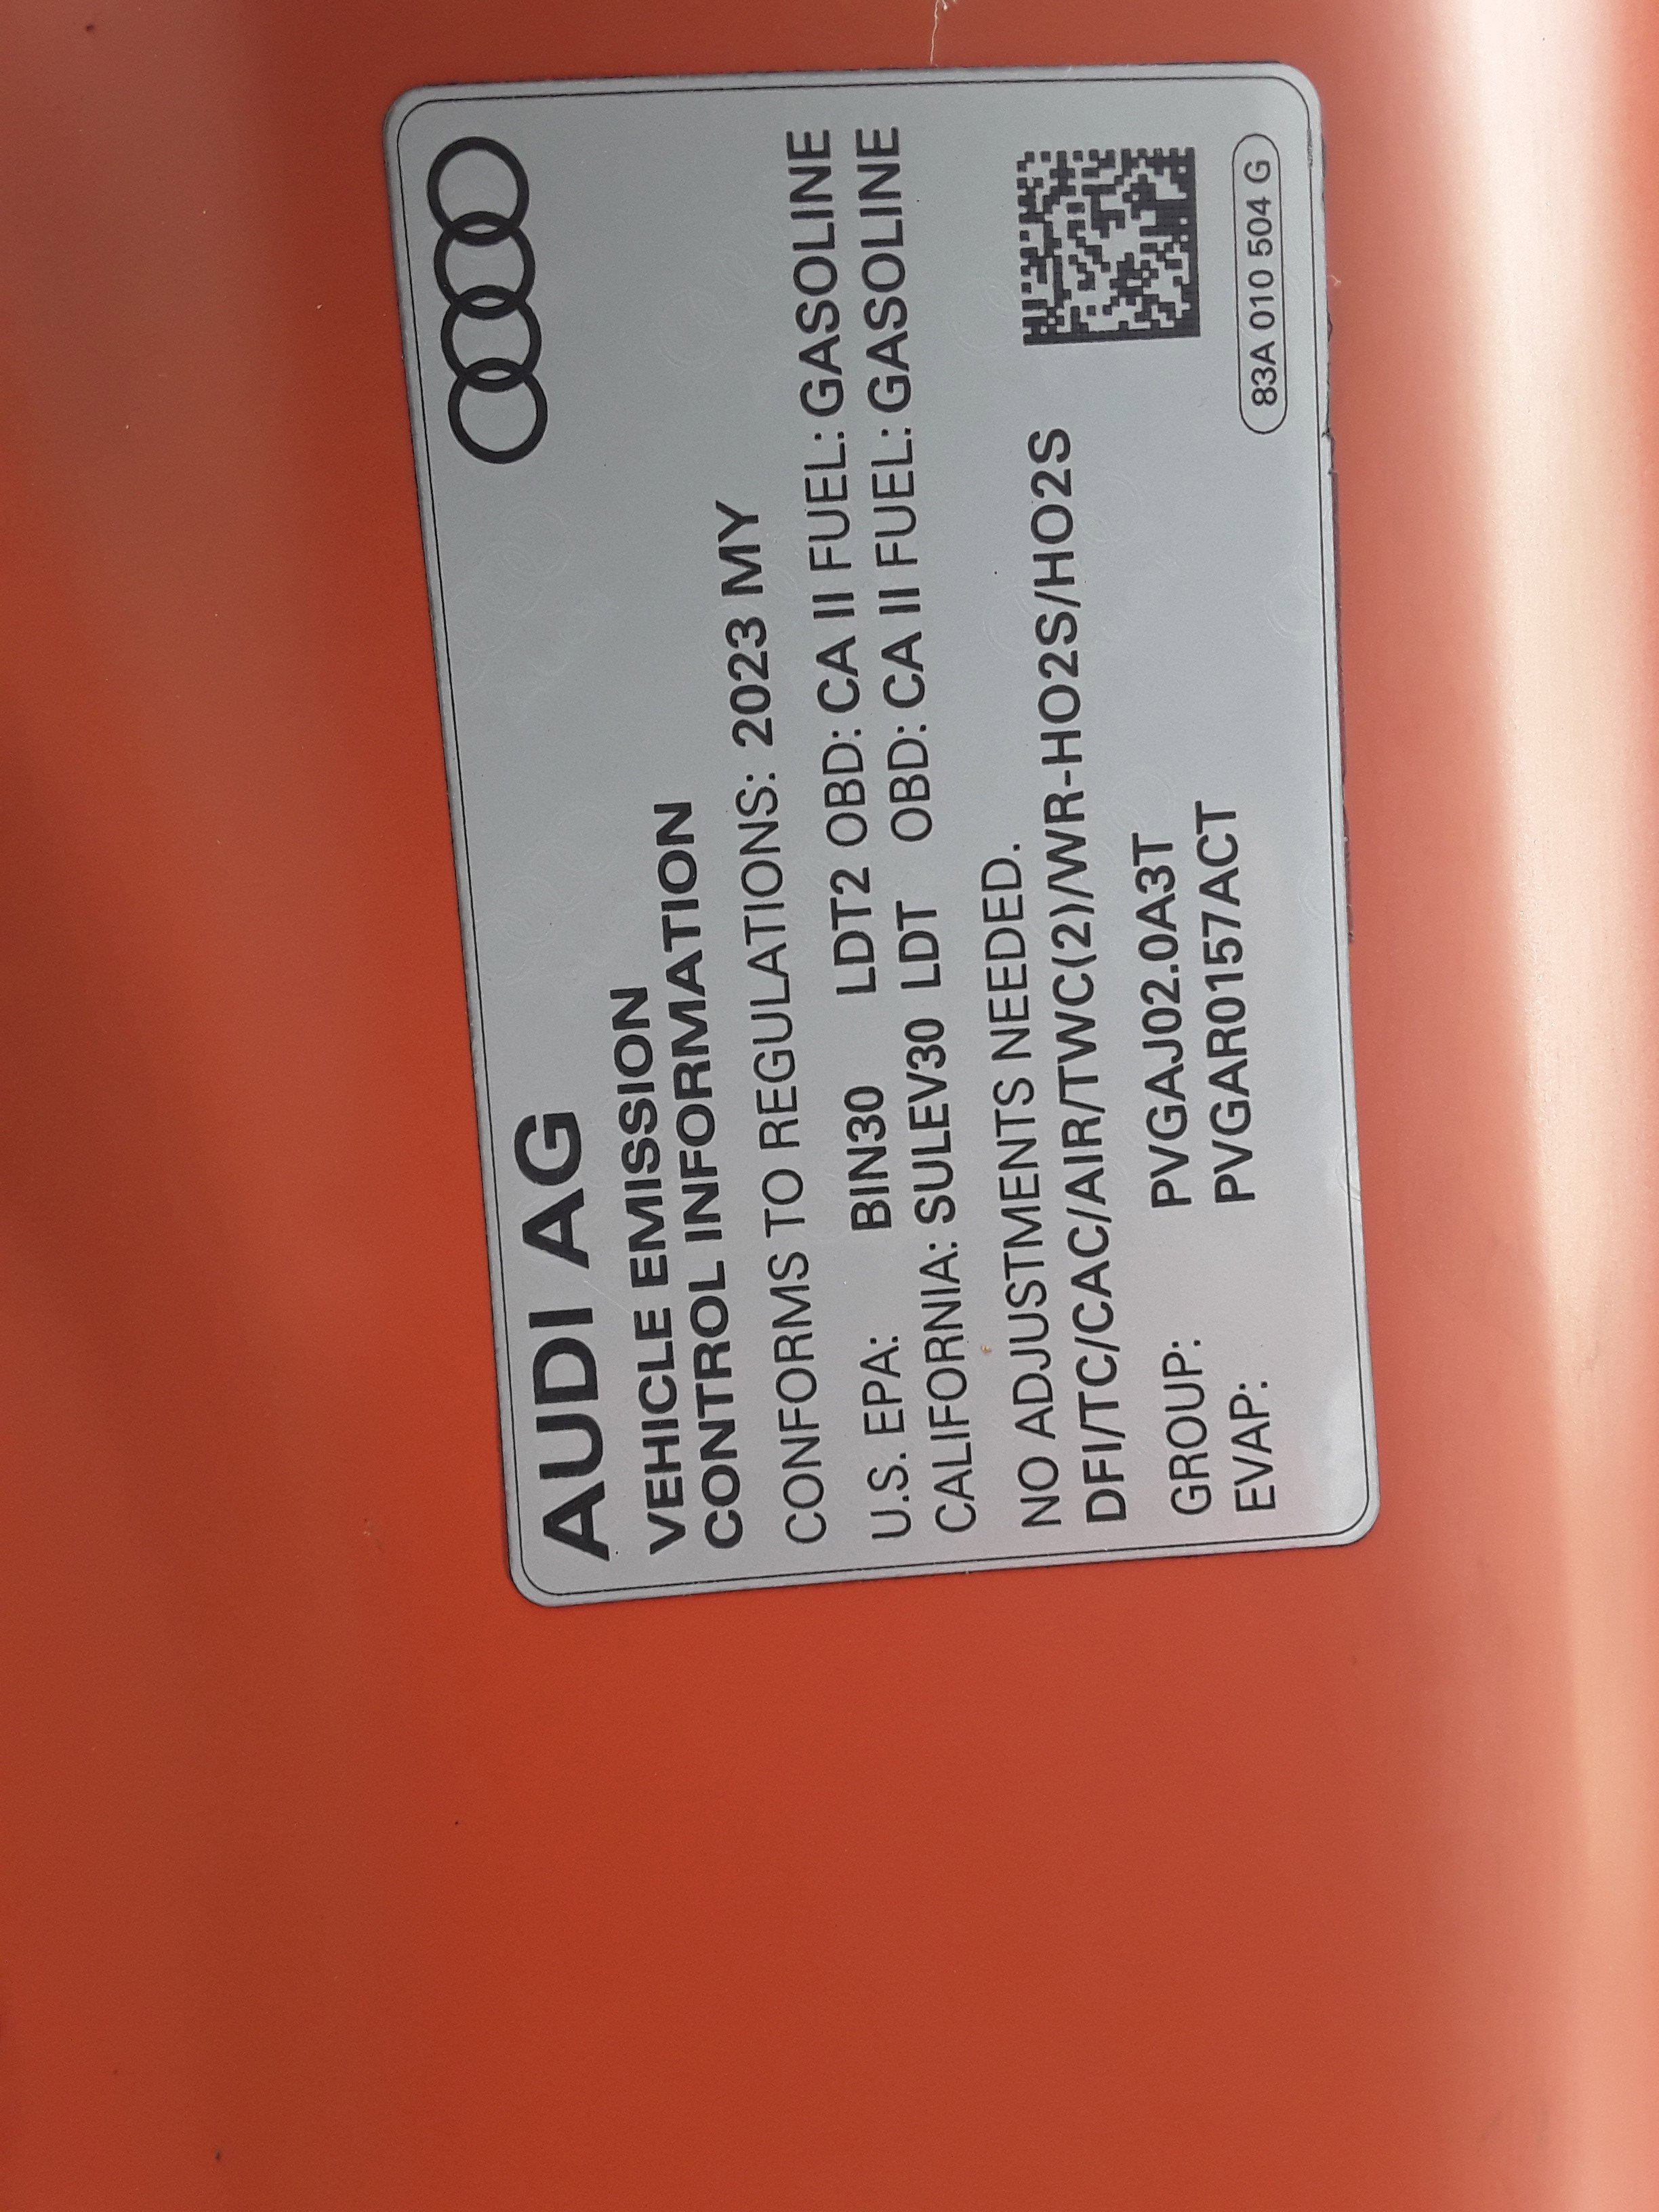 AUDI AG
VEHICLE EMISSION
CONTROL INFORMATION
CONFORMS TO REGULATIONS: 2023 MY
U.S. EPA: BIN30 LDT2 OBD: CA II FUEL: GASOLINE
CALIFORNIA: SULEV30 LDT OBD: CA II FUEL: GASOLINE
NO ADJUSTMENTS NEEDED.
DFI/TC/CAC/AIR/TWC(2)/WR-HO2S/HO2S
GROUP: PVGAJ02.0A3T
EVAP: PVGAR0157ACT
83A 010 504 G